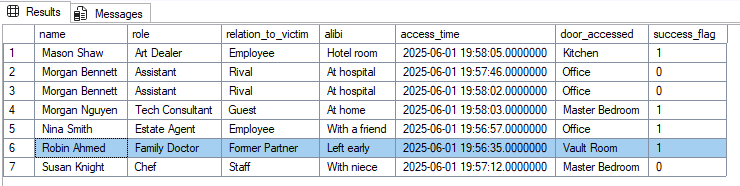 Results Messages
name role relation_to_victim alibi access_time door_accessed success_flag
1 Mason Shaw Art Dealer Employee Hotel room 2025-06-01 19:58:05.0000000 Kitchen 1
2 Morgan Bennett Assistant Rival At hospital 2025-06-01 19:57:46.0000000 Office 0
3 Morgan Bennett Assistant Rival At hospital 2025-06-01 19:58:02.0000000 Office 0
4 Morgan Nguyen Tech Consultant Guest At home 2025-06-01 19:58:03.0000000 Master Bedroom 1
5 Nina Smith Estate Agent Employee With a friend 2025-06-01 19:56:57.0000000 Office 1
6 Robin Ahmed Family Doctor Former Partner Left early 2025-06-01 19:56:35.0000000 Vault Room 1
7 Susan Knight Chef Staff With niece 2025-06-01 19:57:12.0000000 Master Bedroom 0